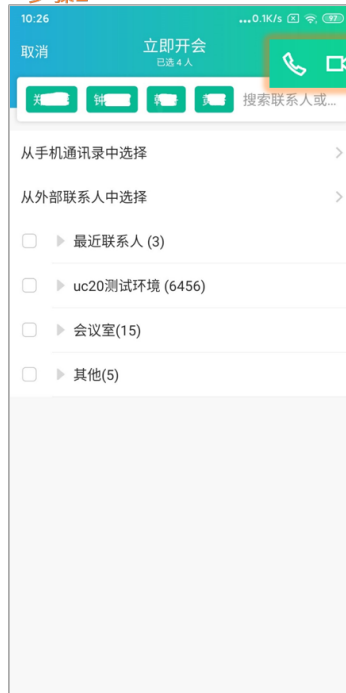 10:26
...0.1K/s
97
取消
立即开会
已选4人
郑
钟
搜索联系人或...
从手机通讯录中选择
从外部联系人中选择
最近联系人 (3)
uc20测试环境 (6456)
会议室(15)
其他(5)